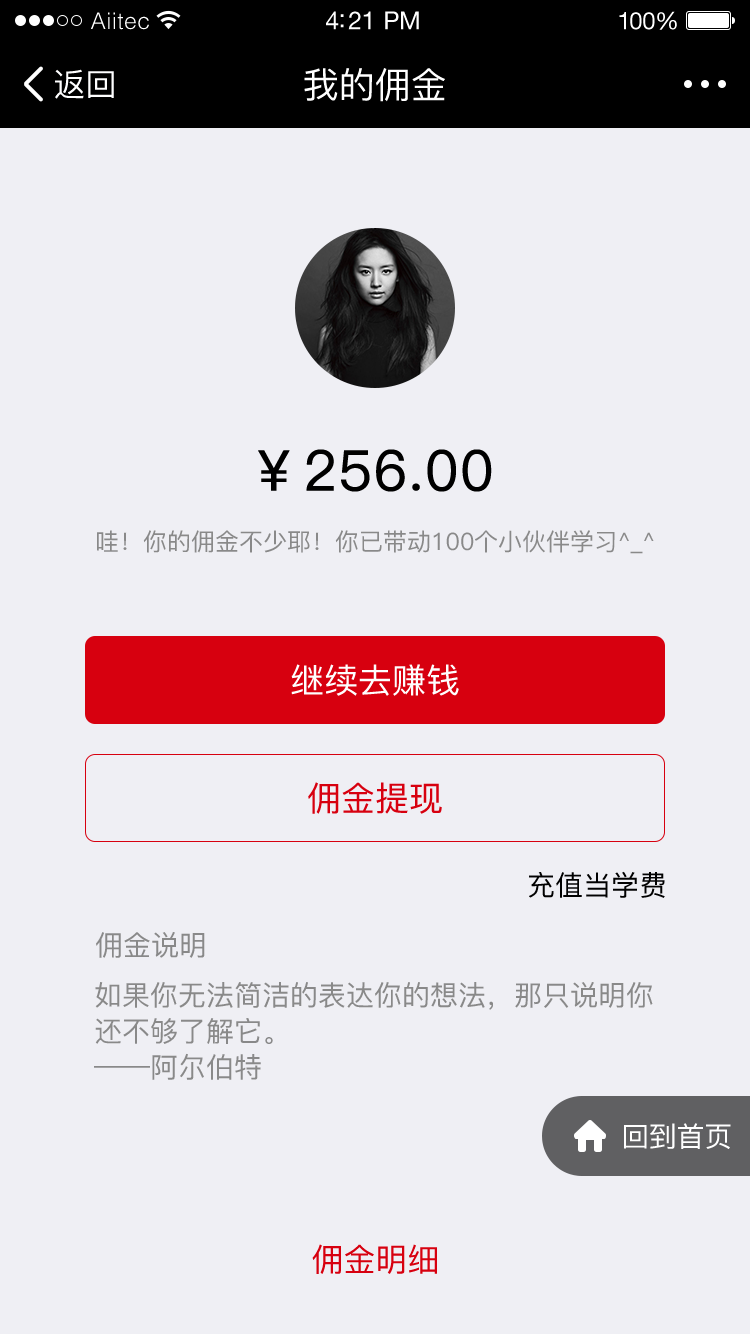 Aiitec 4:21 PM 100%
返回 我的佣金
¥ 256.00
哇！你的佣金不少耶！你已带动100个小伙伴学习^_^
继续去赚钱
佣金提现
充值当学费
佣金说明
如果你无法简洁的表达你的想法，那只说明你
还不够了解它。
——阿尔伯特
回到首页
佣金明细